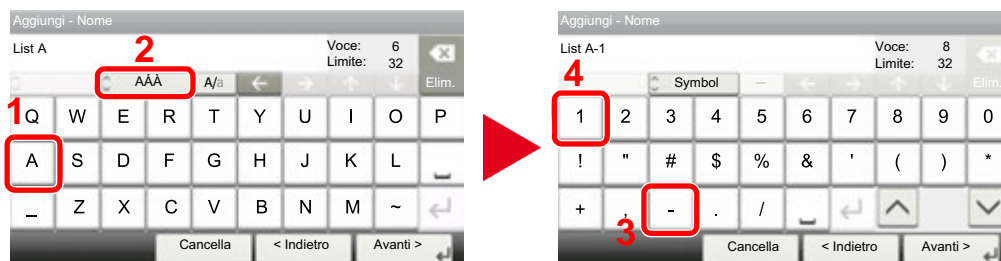 Aggiungi - Nome
List A
Voce: 6
Limite: 32
2
AÁÀ A/a ← → ↑ ↓ Elim.
1
Q W E R T Y U I O P
A S D F G H J K L
_ Z X C V B N M ~
Cancella < Indietro Avanti >
Aggiungi - Nome
List A-1
Voce: 8
Limite: 32
4
Symbol - ← → ↑ ↓ Elim.
1 2 3 4 5 6 7 8 9 0
! " # $ % & ' ( ) *
+ , - . /
3
Cancella < Indietro Avanti >